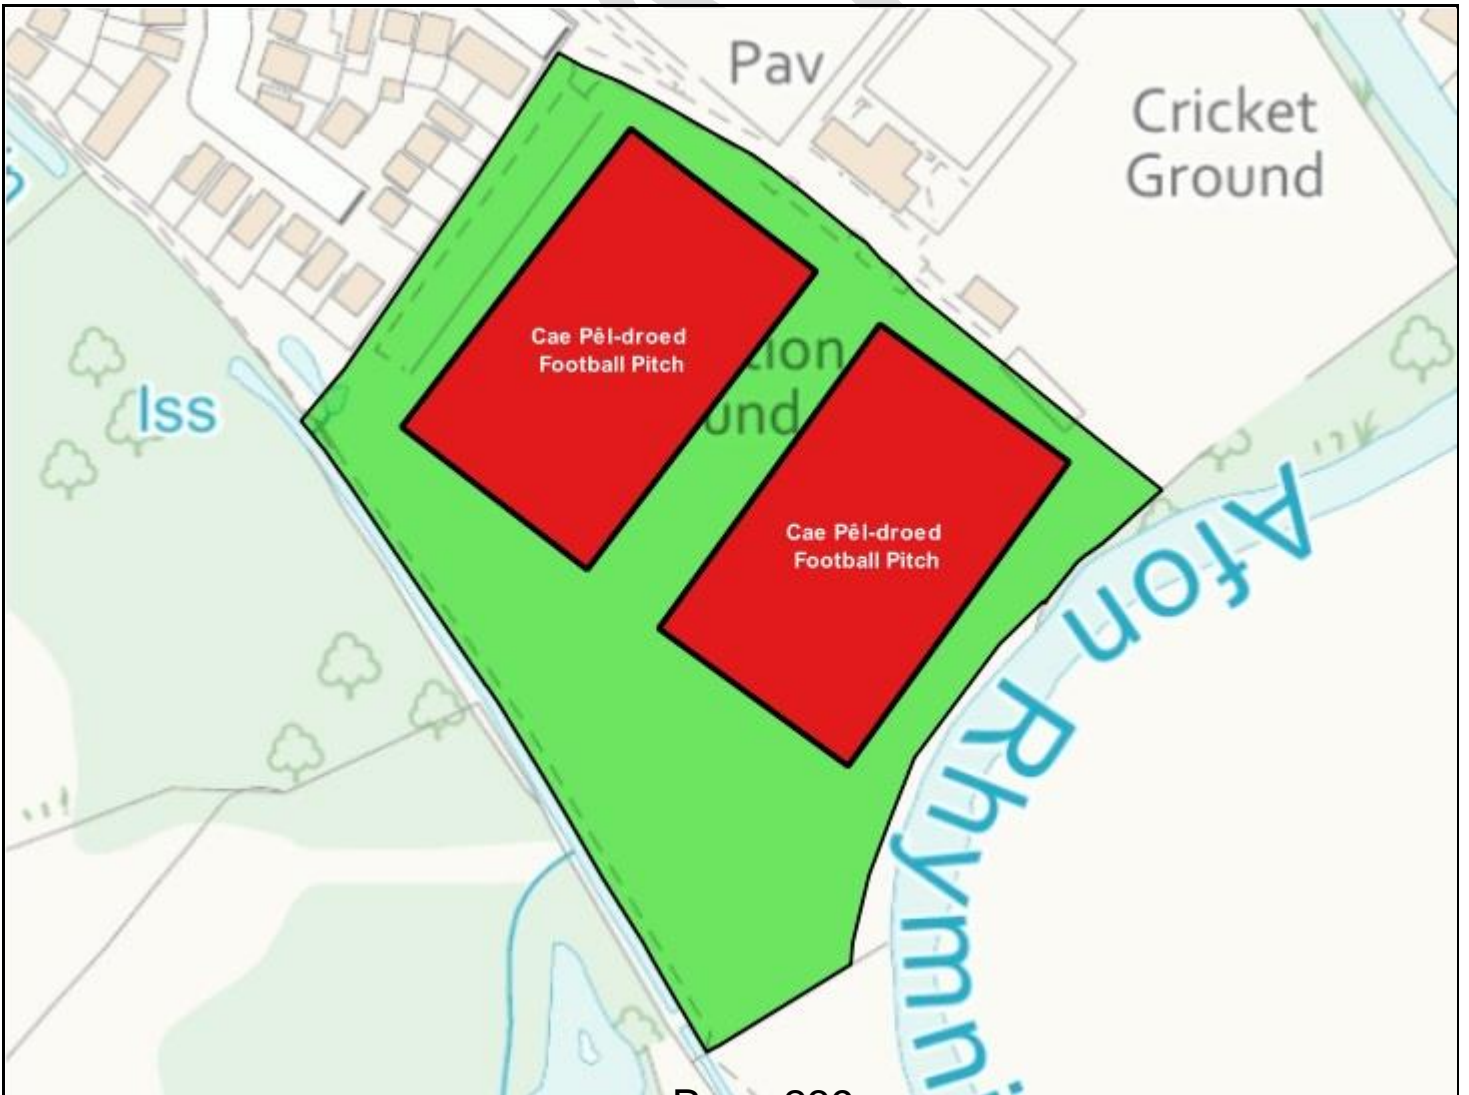 Pav
Cricket
Ground
Cae Pêl-droed
Football Pitch
Iss
Cae Pêl-droed
Football Pitch
Afon Rhymni